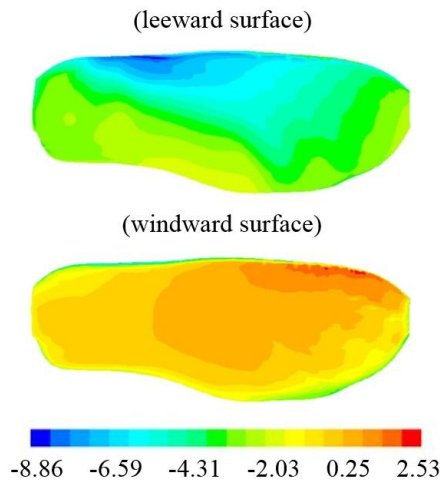 (leeward surface)
(windward surface)
-8.86 -6.59 -4.31 -2.03 0.25 2.53